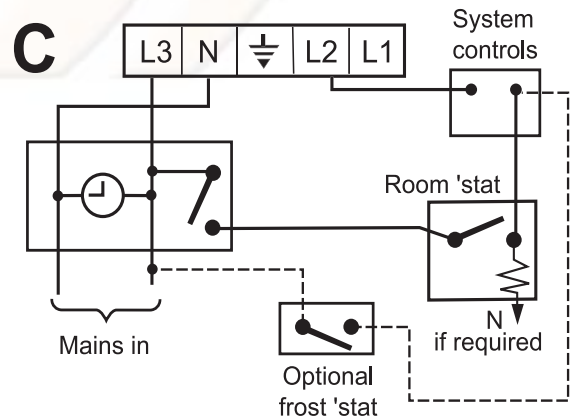 C
L3 N L2 L1
System
controls
Room 'stat
N
if required
Mains in
Optional
frost 'stat